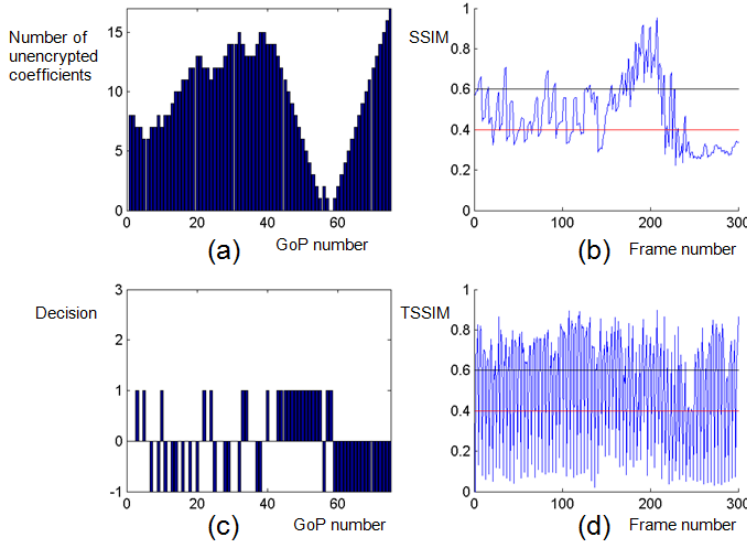 Number of
unencrypted
coefficients
15
10
5
0
0
20
40
60
GoP number
(a)
SSIM
1
0.8
0.6
0.4
0.2
0
0
100
200
300
Frame number
(b)
Decision
3
2
1
0
-1
0
20
40
60
GoP number
(c)
TSSIM
1
0.8
0.6
0.4
0.2
0
0
100
200
300
Frame number
(d)